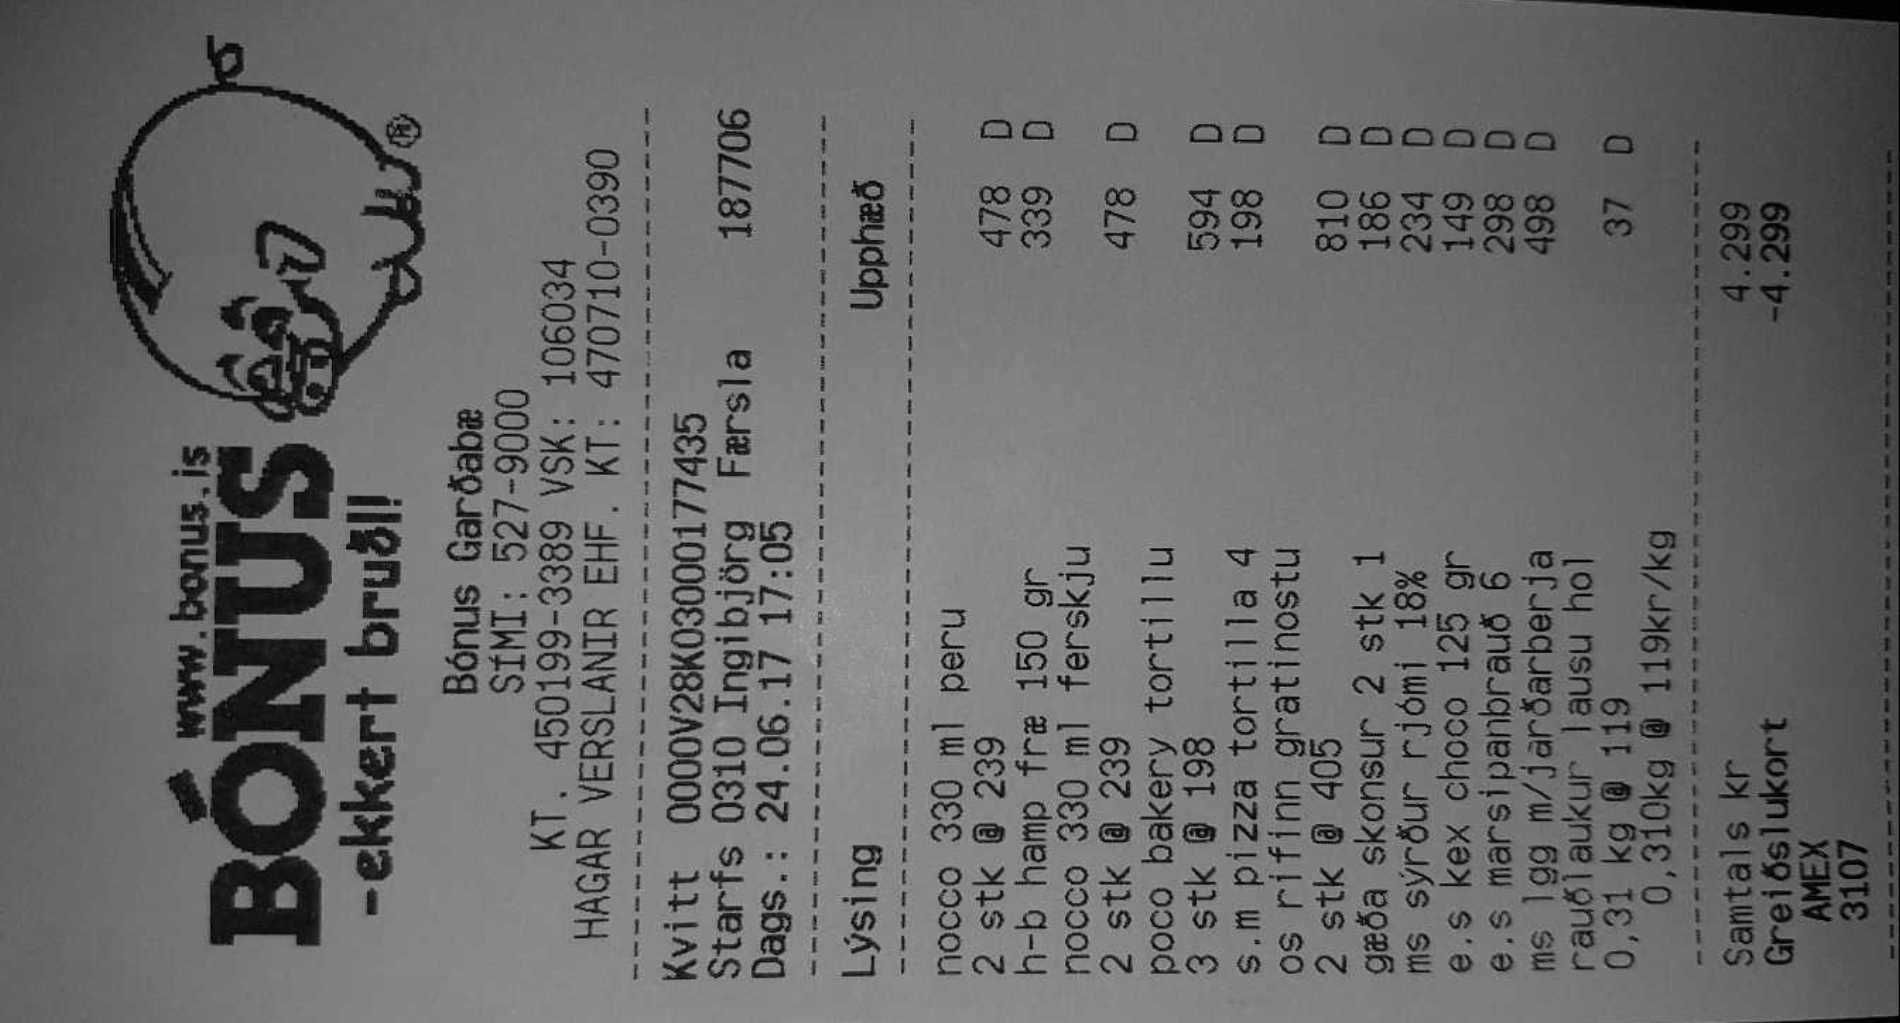 www.bonus.is
BÓNUS
-ekkert bruðl!
®
Bónus Garðabæ
SÍMI: 527-9000
KT. 450199-3389 VSK: 106034
HAGAR VERSLANIR EHF. KT: 470710-0390
Kvitt 0000V28K03000177435
Starfs 0310 Ingibjörg Færsla 187706
Dags.: 24.06.17 17:05
Lýsing Upphæð
nocco 330 ml peru
2 stk @ 239 478 D
h-b hamp fræ 150 gr 339 D
nocco 330 ml ferskju
2 stk @ 239 478 D
poco bakery tortillu
3 stk @ 198 594 D
s.m pizza tortilla 4 198 D
os rifinn gratinostu
2 stk @ 405 810 D
gæða skonsur 2 stk 1 186 D
ms sýrður rjómi 18% 234 D
e.s kex choco 125 gr 149 D
e.s marsipanbrauð 6 298 D
ms lgg m/jarðarberja 498 D
rauðlaukur lausu hol
0,31 kg @ 119 37 D
0,310kg @ 119kr/kg
Samtals kr 4.299
Greiðslukort -4.299
AMEX
3107